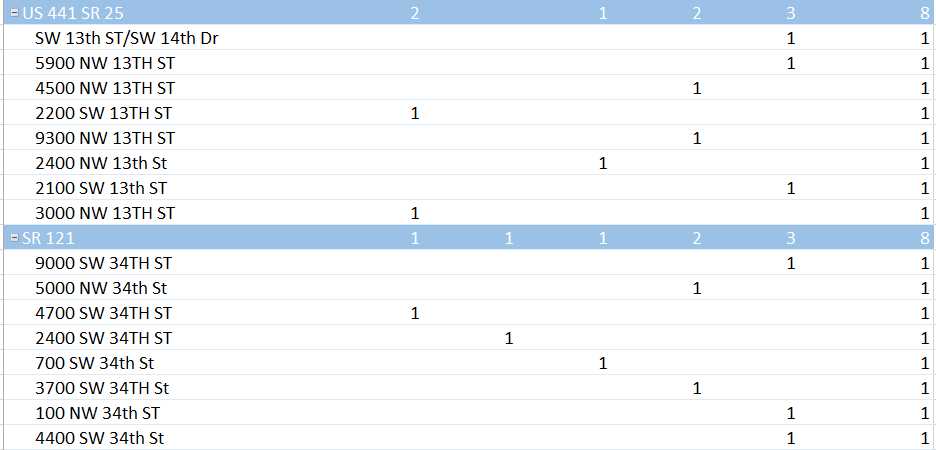 US 441 SR 25 2 1 2 3 8
SW 13th ST/SW 14th Dr 1 1
5900 NW 13TH ST 1 1
4500 NW 13TH ST 1 1
2200 SW 13TH ST 1 1
9300 NW 13TH ST 1 1
2400 NW 13th St 1 1
2100 SW 13th ST 1 1
3000 NW 13TH ST 1 1
SR 121 1 1 1 2 3 8
9000 SW 34TH ST 1 1
5000 NW 34th St 1 1
4700 SW 34TH ST 1 1
2400 SW 34TH ST 1 1
700 SW 34th St 1 1
3700 SW 34TH St 1 1
100 NW 34th ST 1 1
4400 SW 34th St 1 1